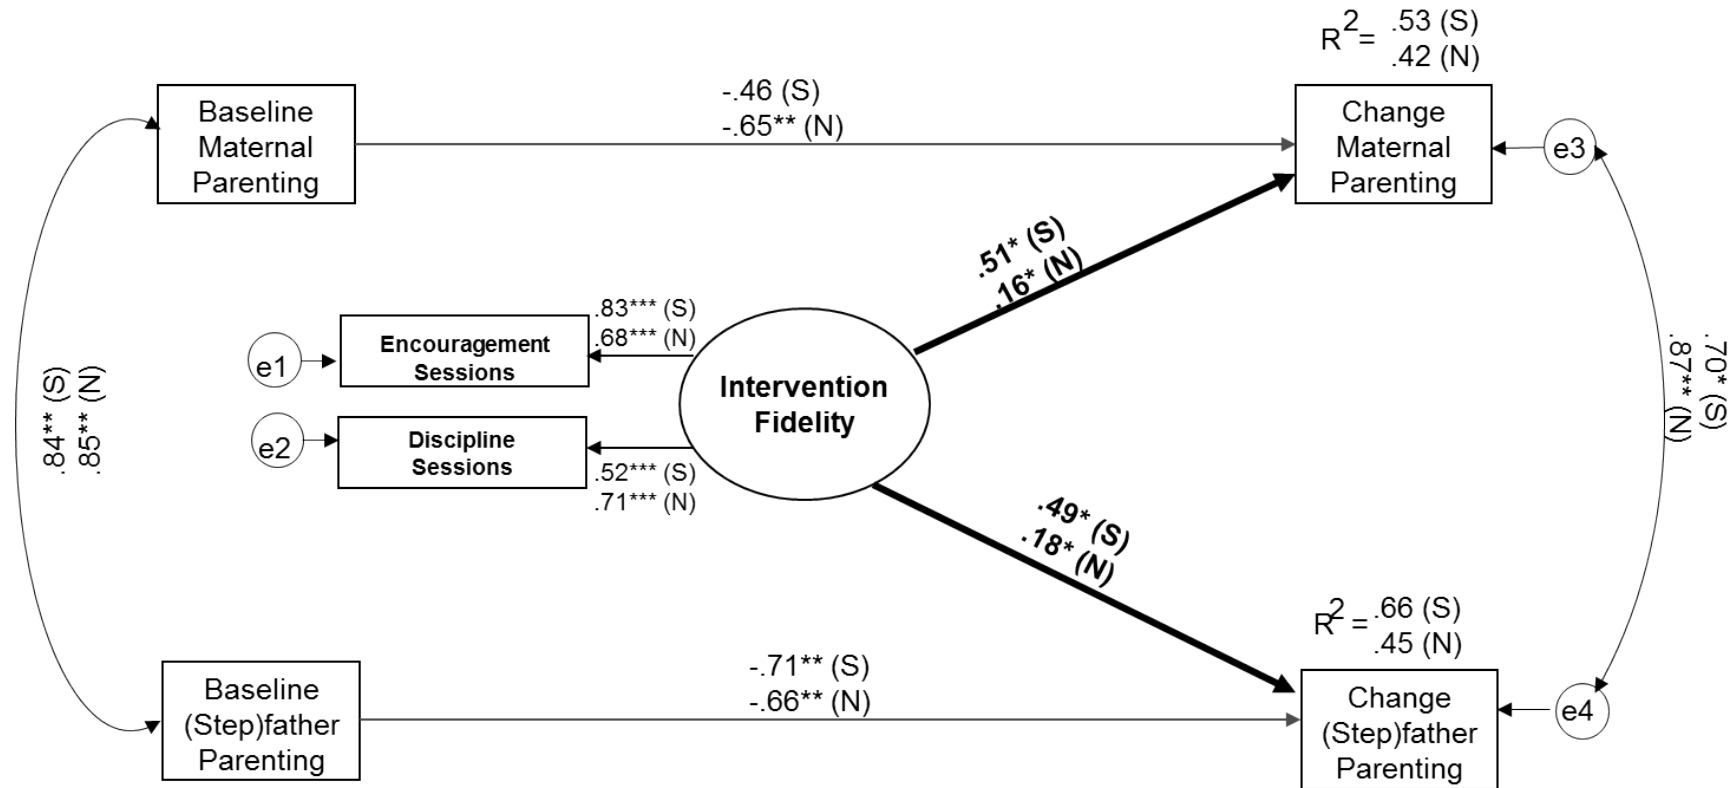 R2= .53 (S)
.42 (N)
Baseline
Maternal
Parenting
-.46 (S)
-.65** (N)
Change
Maternal
Parenting
e3
.51* (S)
.16* (N)
.83*** (S)
.68*** (N)
e1
Encouragement
Sessions
Intervention
Fidelity
e2
Discipline
Sessions
.52*** (S)
.71*** (N)
.84** (S)
.85** (N)
.70* (S)
.87** (N)
.49* (S)
.18* (N)
R2= .66 (S)
.45 (N)
Baseline
(Step)father
Parenting
-.71** (S)
-.66** (N)
Change
(Step)father
Parenting
e4